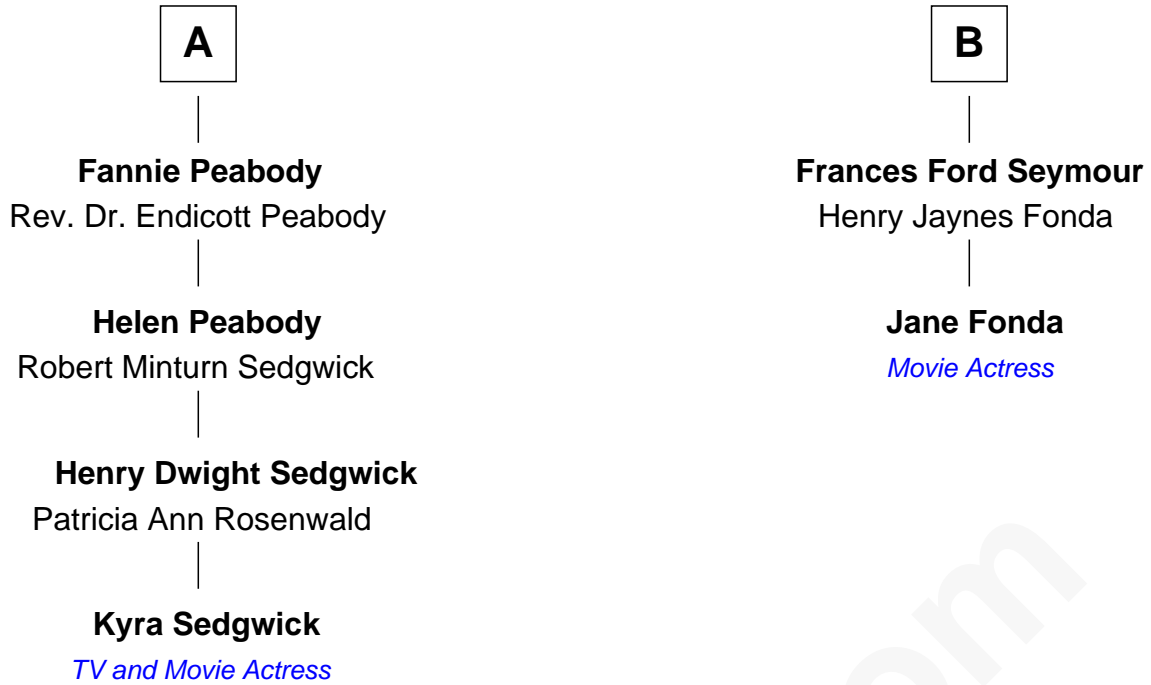 A
Fannie Peabody
Rev. Dr. Endicott Peabody
Helen Peabody
Robert Minturn Sedgwick
Henry Dwight Sedgwick
Patricia Ann Rosenwald
Kyra Sedgwick
TV and Movie Actress
B
Frances Ford Seymour
Henry Jaynes Fonda
Jane Fonda
Movie Actress
om